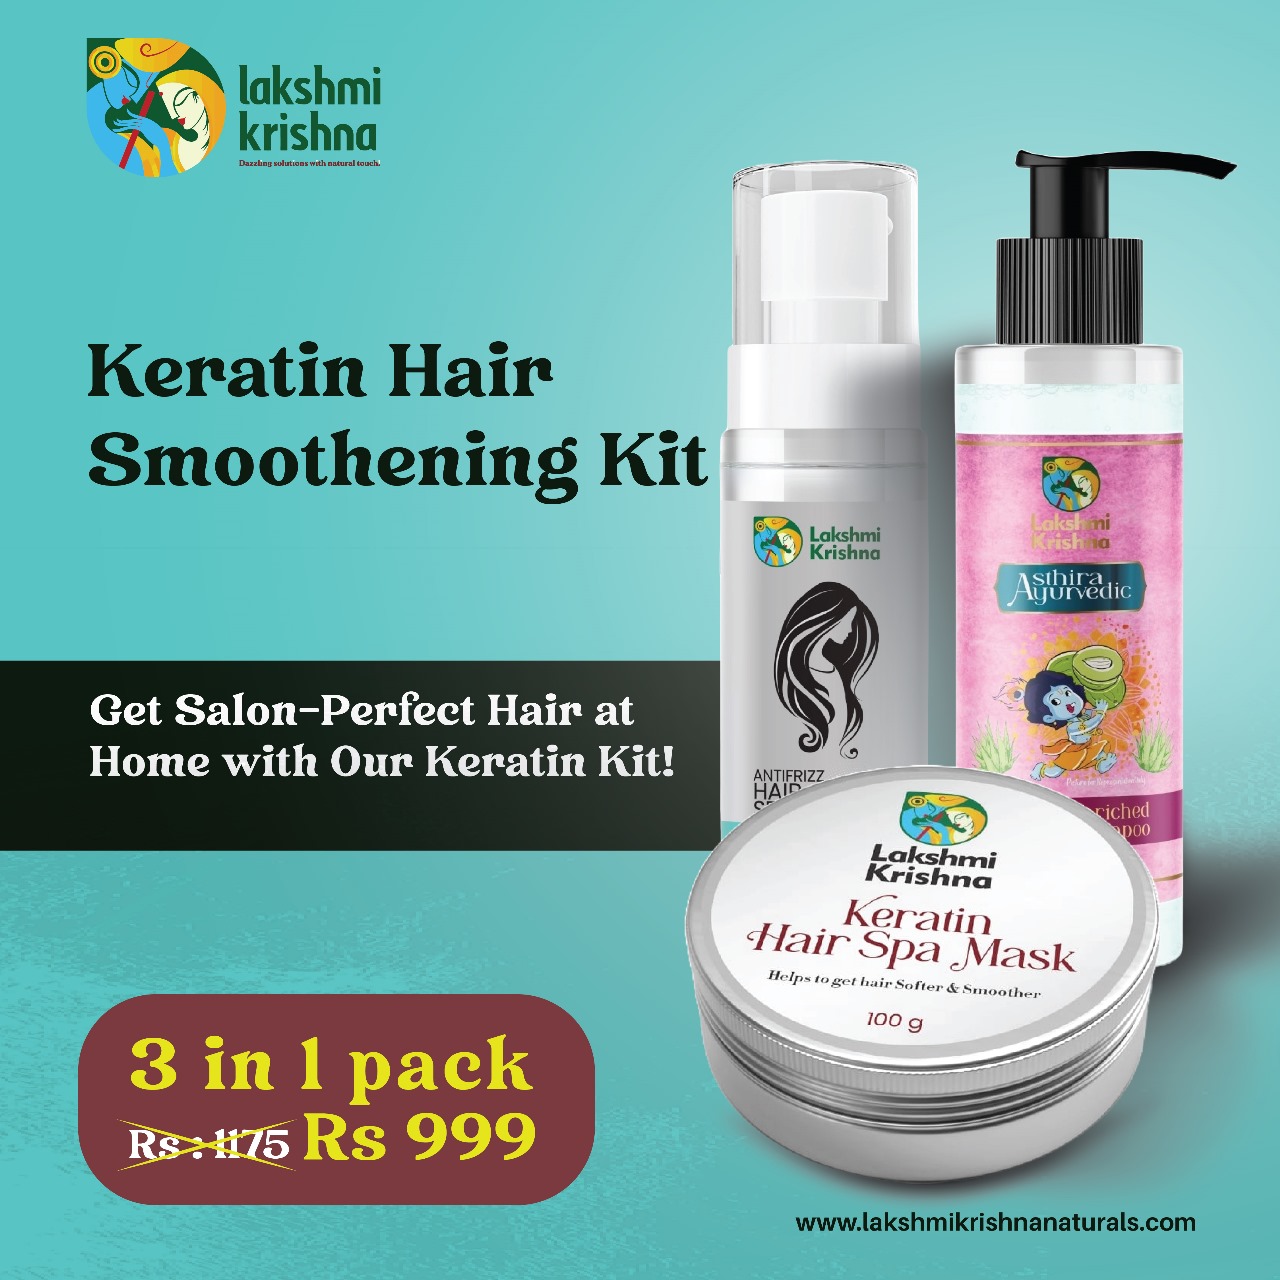 lakshmi
krishna
Dazzling solutions with natural touch.
Keratin Hair
Smoothening Kit
Get Salon-Perfect Hair at
Home with Our Keratin Kit!
3 in 1 pack
Rs : 1175 Rs 999
Lakshmi
Krishna
ANTIFRIZZ
HAIR
Lakshmi
Krishna
Asthira
Ayurvedic
Lakshmi
Krishna
Keratin
Hair Spa Mask
Helps to get hair Softer & Smoother
100 g
www.lakshmikrishnanaturals.com